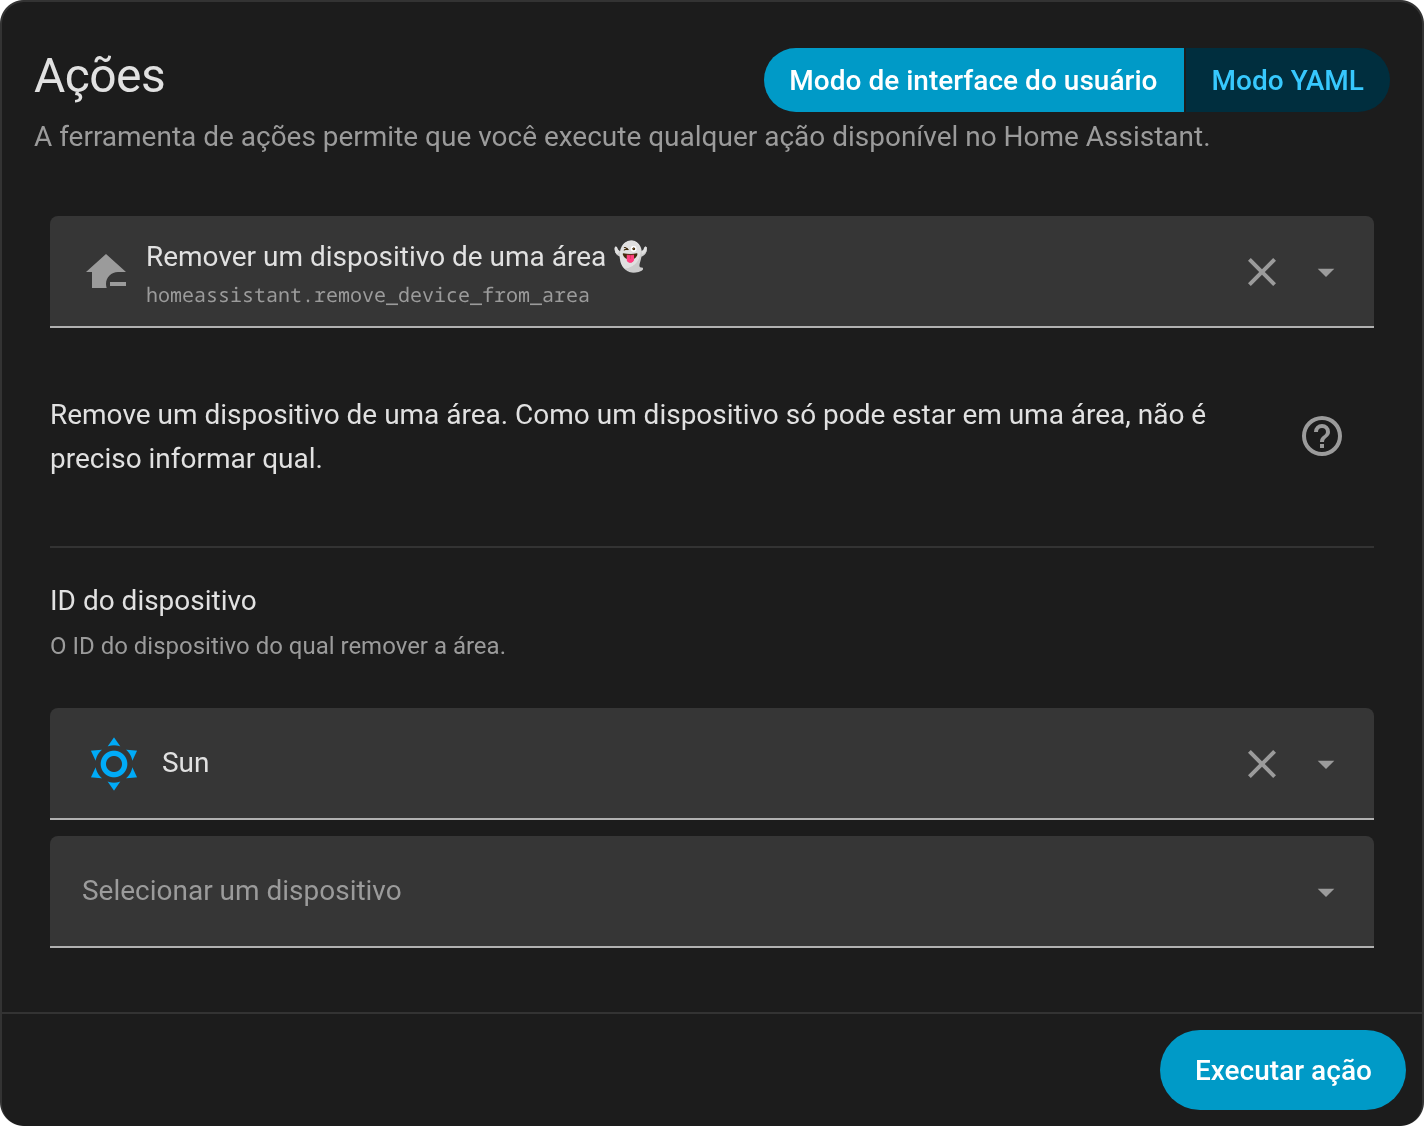 Ações
Modo de interface do usuário
Modo YAML
A ferramenta de ações permite que você execute qualquer ação disponível no Home Assistant.
Remover um dispositivo de uma área 👻
homeassistant.remove_device_from_area
Remove um dispositivo de uma área. Como um dispositivo só pode estar em uma área, não é
preciso informar qual.
ID do dispositivo
O ID do dispositivo do qual remover a área.
Sun
Selecionar um dispositivo
Executar ação